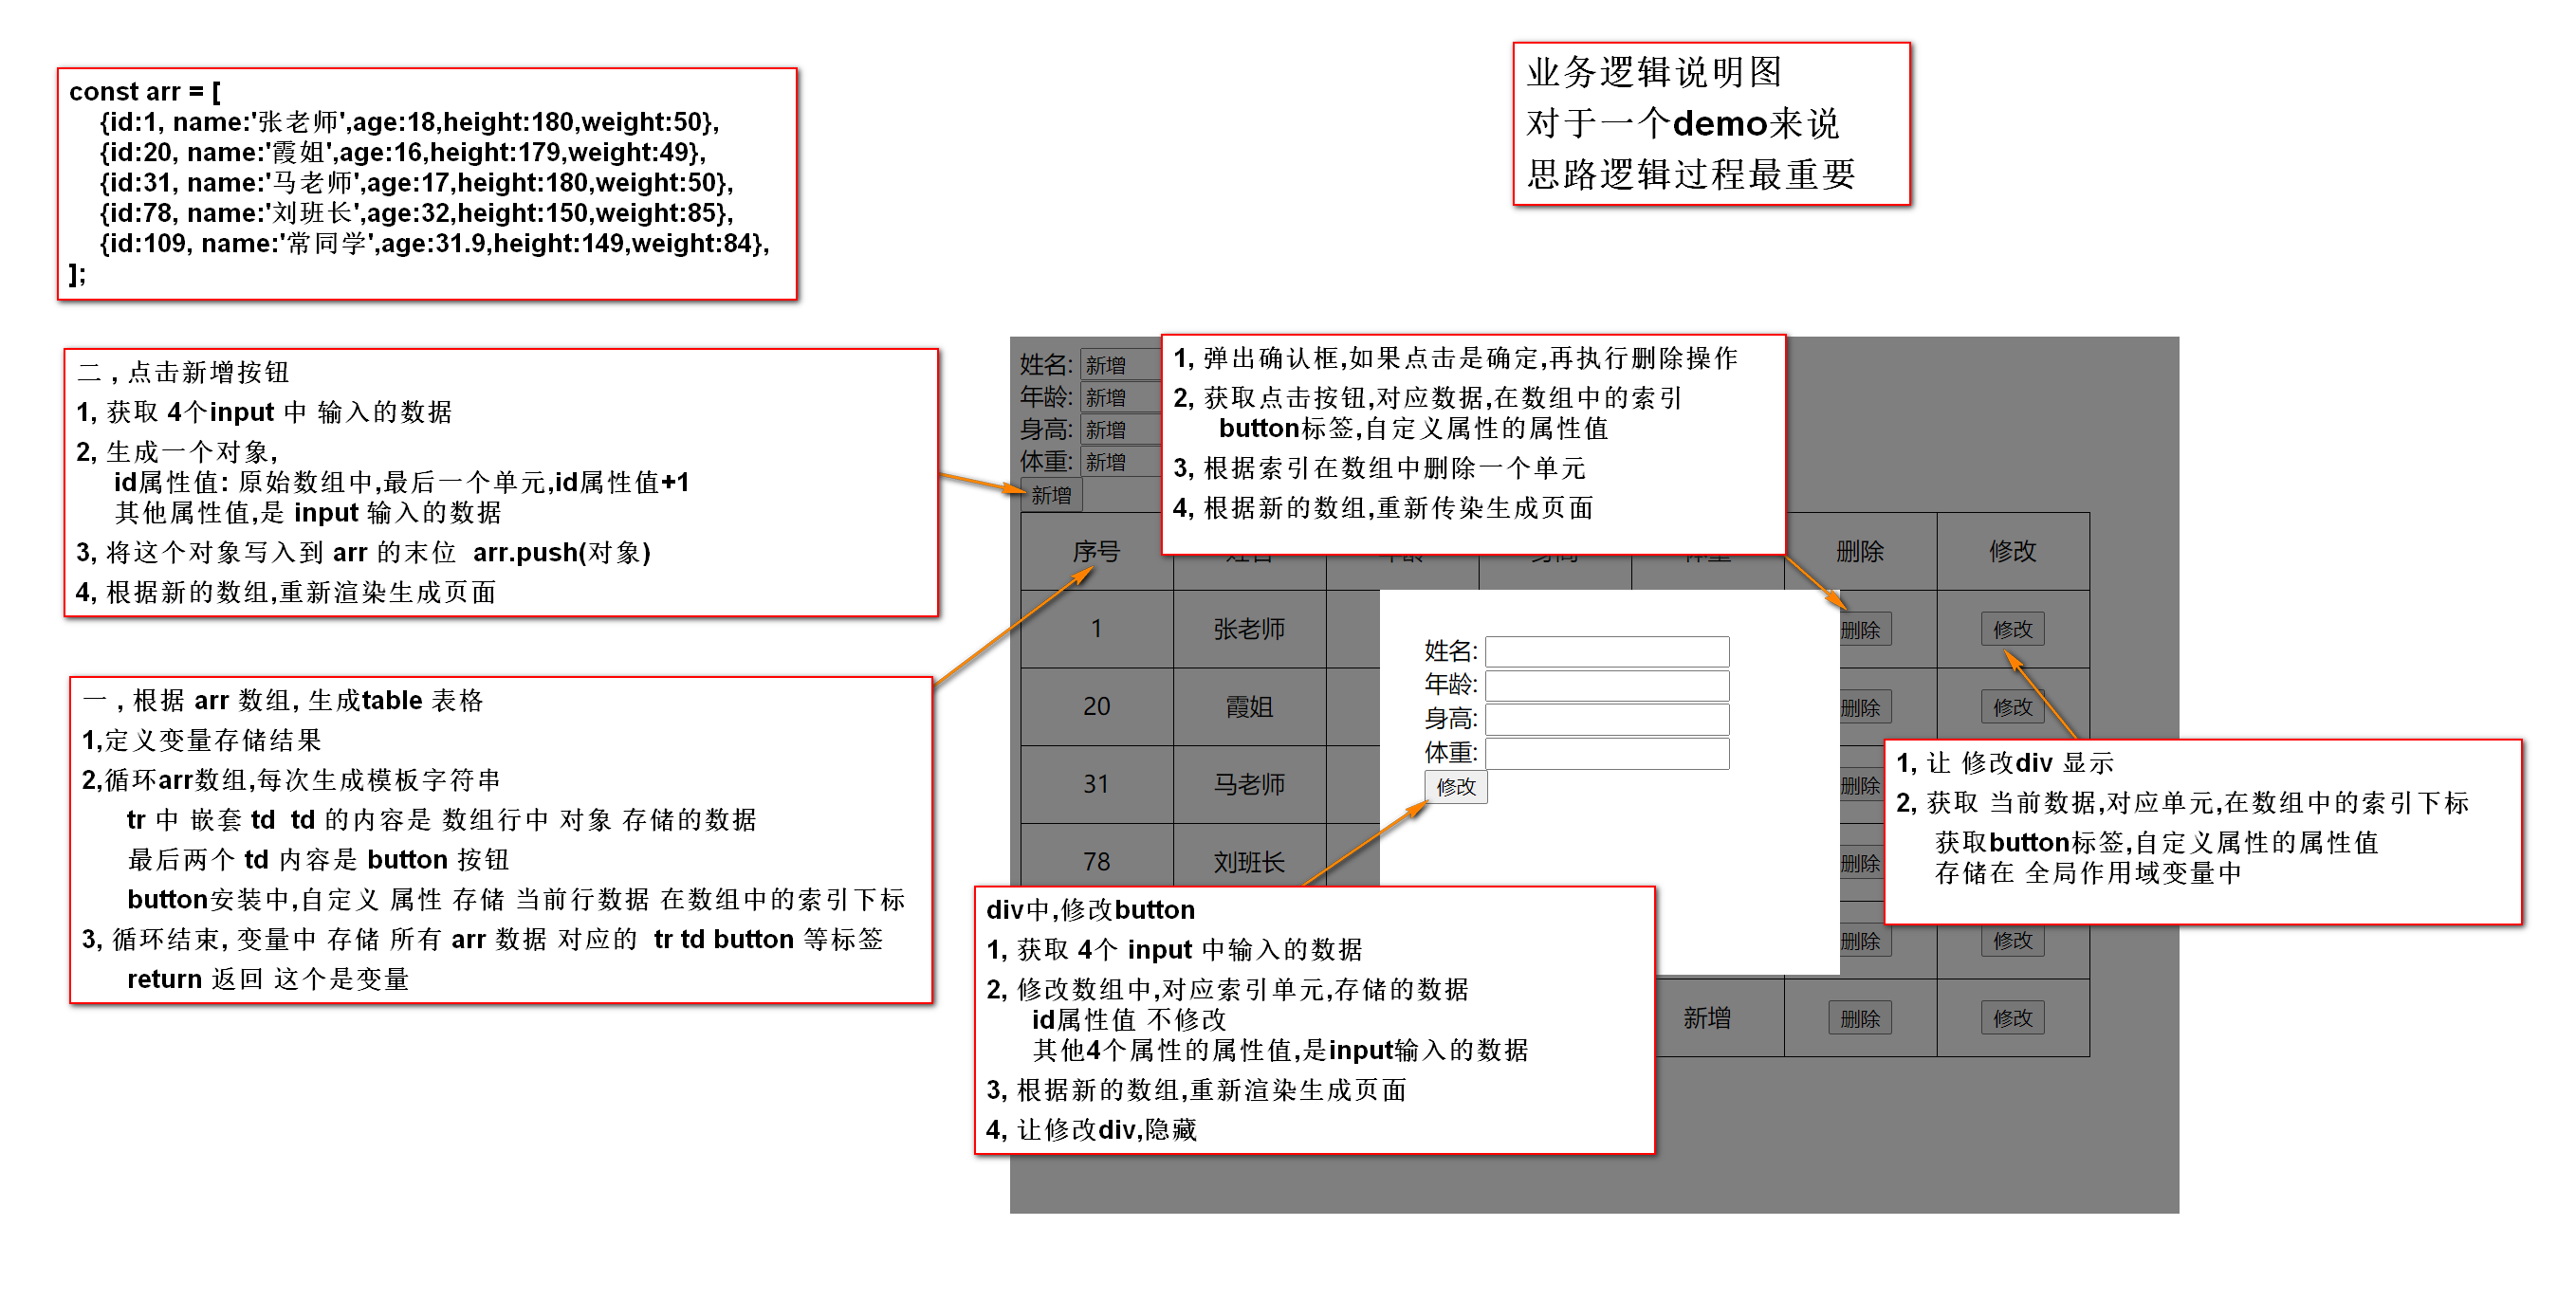 const arr = [
{id:1, name:'张老师',age:18,height:180,weight:50},
{id:20, name:'霞姐',age:16,height:179,weight:49},
{id:31, name:'马老师',age:17,height:180,weight:50},
{id:78, name:'刘班长',age:32,height:150,weight:85},
{id:109, name:'常同学',age:31.9,height:149,weight:84},
];
业务逻辑说明图
对于一个demo来说
思路逻辑过程最重要
二 , 点击新增按钮
1, 获取 4个input 中 输入的数据
2, 生成一个对象,
id属性值: 原始数组中,最后一个单元,id属性值+1
其他属性值,是 input 输入的数据
3, 将这个对象写入到 arr 的末位 arr.push(对象)
4, 根据新的数组,重新渲染生成页面
一 , 根据 arr 数组, 生成table 表格
1,定义变量存储结果
2,循环arr数组,每次生成模板字符串
tr 中 嵌套 td td 的内容是 数组行中 对象 存储的数据
最后两个 td 内容是 button 按钮
button安装中,自定义 属性 存储 当前行数据 在数组中的索引下标
3, 循环结束, 变量中 存储 所有 arr 数据 对应的 tr td button 等标签
return 返回 这个是变量
姓名: 新增
年龄: 新增
身高: 新增
体重: 新增
新增
1, 弹出确认框,如果点击是确定,再执行删除操作
2, 获取点击按钮,对应数据,在数组中的索引
button标签,自定义属性的属性值
3, 根据索引在数组中删除一个单元
4, 根据新的数组,重新传染生成页面
序号 姓名 年龄 身高 体重 删除 修改
1 张老师 删除 修改
20 霞姐 删除 修改
31 马老师 删除
78 刘班长 删除
删除 修改
新增 删除 修改
姓名:
年龄:
身高:
体重:
修改
1, 让 修改div 显示
2, 获取 当前数据,对应单元,在数组中的索引下标
获取button标签,自定义属性的属性值
存储在 全局作用域变量中
div中,修改button
1, 获取 4个 input 中输入的数据
2, 修改数组中,对应索引单元,存储的数据
id属性值 不修改
其他4个属性的属性值,是input输入的数据
3, 根据新的数组,重新渲染生成页面
4, 让修改div,隐藏